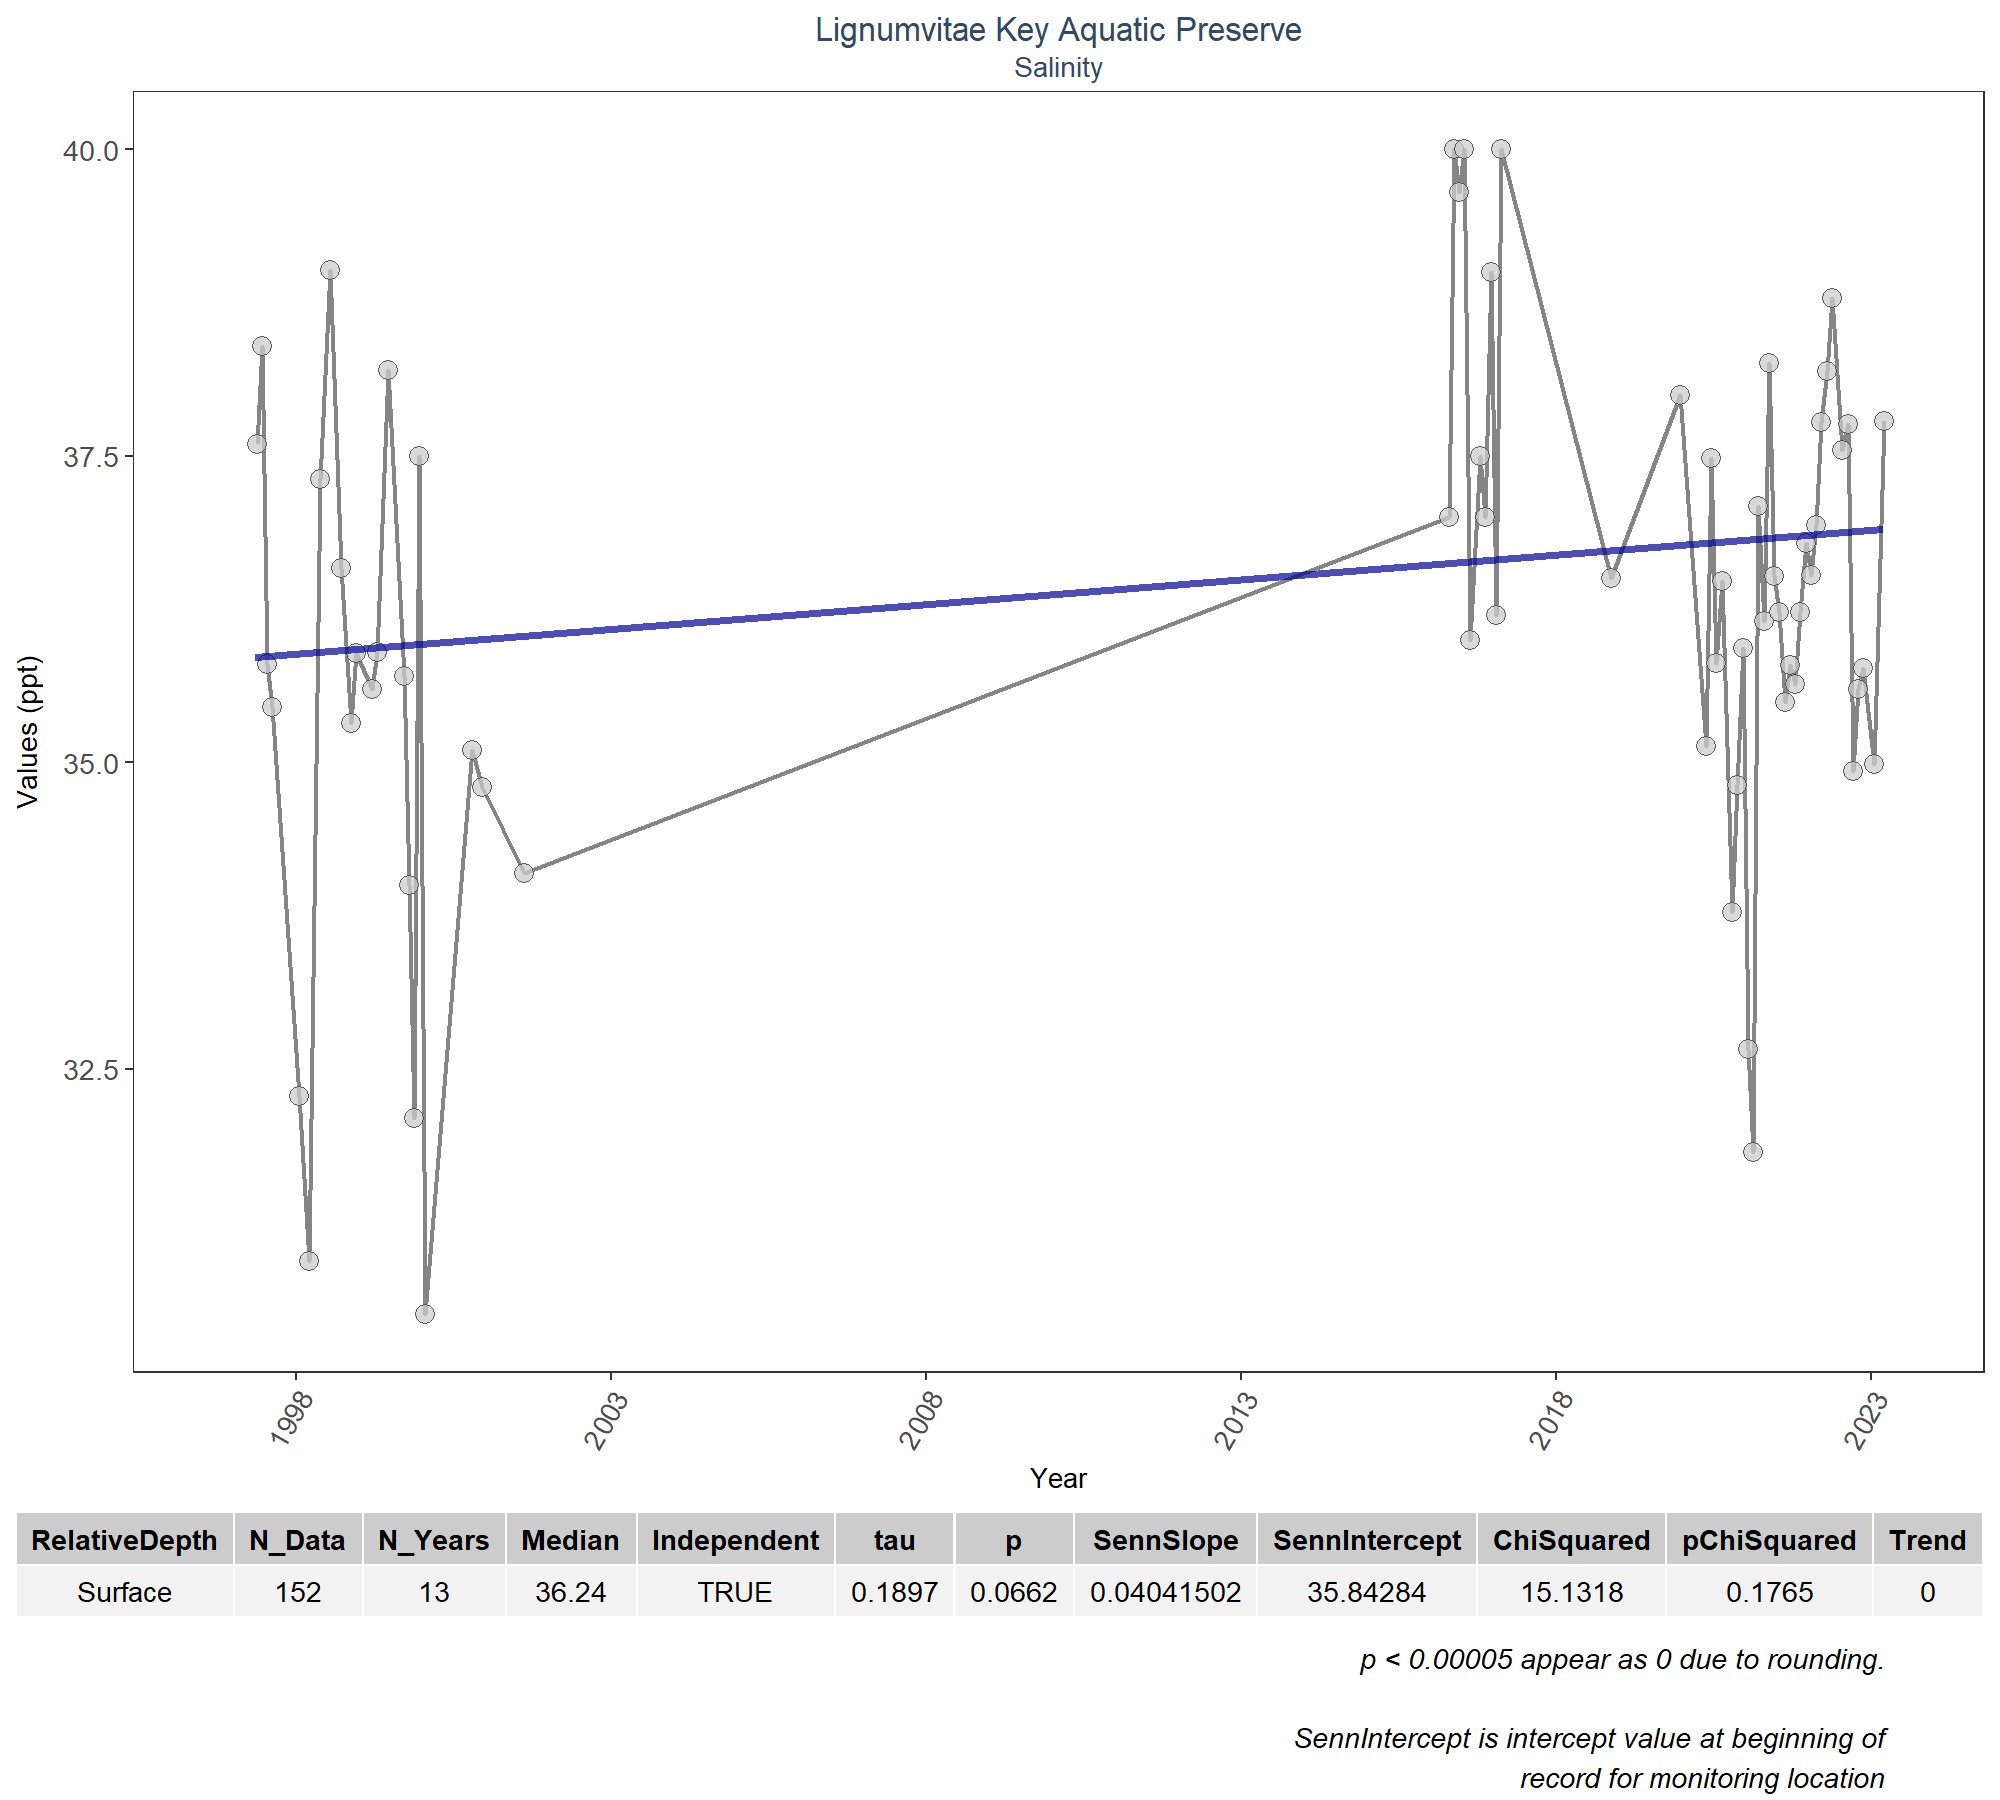 Lignumvitae Key Aquatic Preserve
Salinity
40.0
37.5
35.0
32.5
Values (ppt)
1998
2003
2008
2013
2018
2023
Year
RelativeDepth N_Data N_Years Median Independent tau p SennSlope SennIntercept ChiSquared pChiSquared Trend
Surface 152 13 36.24 TRUE 0.1897 0.0662 0.04041502 35.84284 15.1318 0.1765 0
p < 0.00005 appear as 0 due to rounding.
SennIntercept is intercept value at beginning of
record for monitoring location